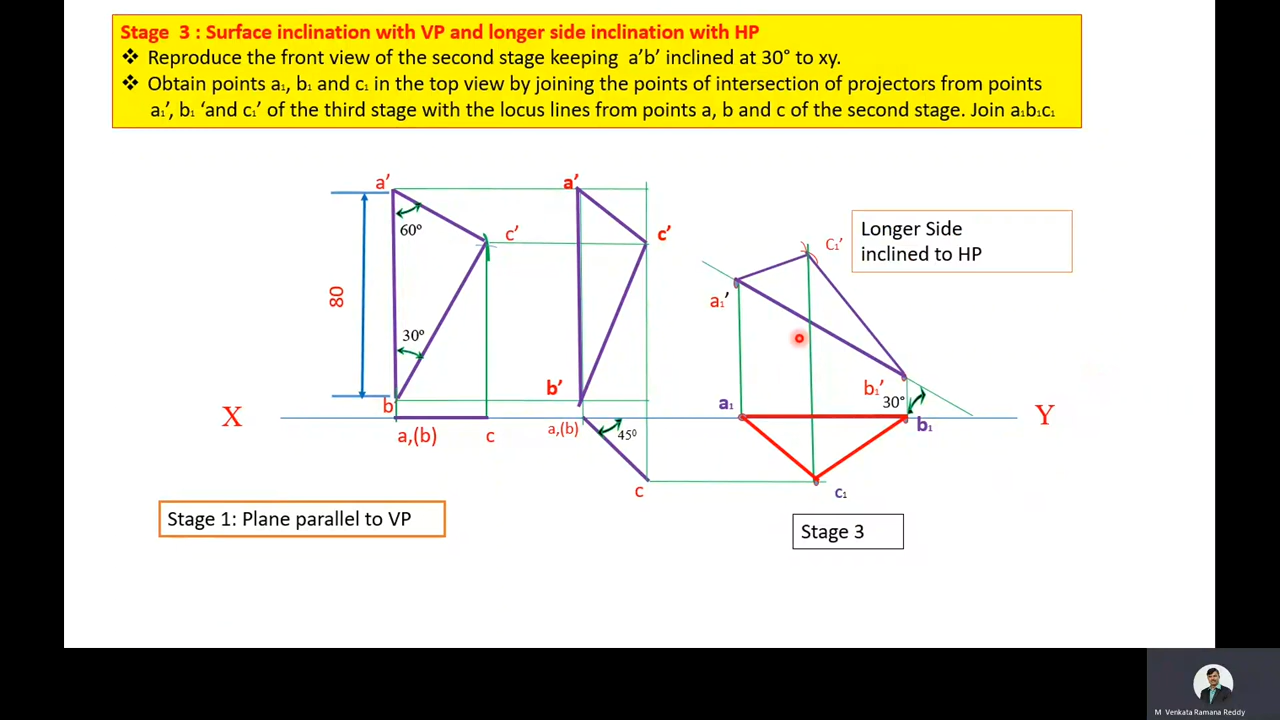 Stage 3 : Surface inclination with VP and longer side inclination with HP
❖ Reproduce the front view of the second stage keeping a’b’ inclined at 30° to xy.
❖ Obtain points a₁, b₁ and c₁ in the top view by joining the points of intersection of projectors from points
a₁’, b₁ ‘and c₁’ of the third stage with the locus lines from points a, b and c of the second stage. Join a₁b₁c₁
a’
a’
60º
c’
c’
Longer Side
inclined to HP
C₁’
a₁’
80
30º
b’
b₁’
30°
b
X
a,(b)
c
a,(b)
45⁰
a₁
b₁
Y
c
c₁
Stage 1: Plane parallel to VP
Stage 3
M Venkata Ramana Reddy